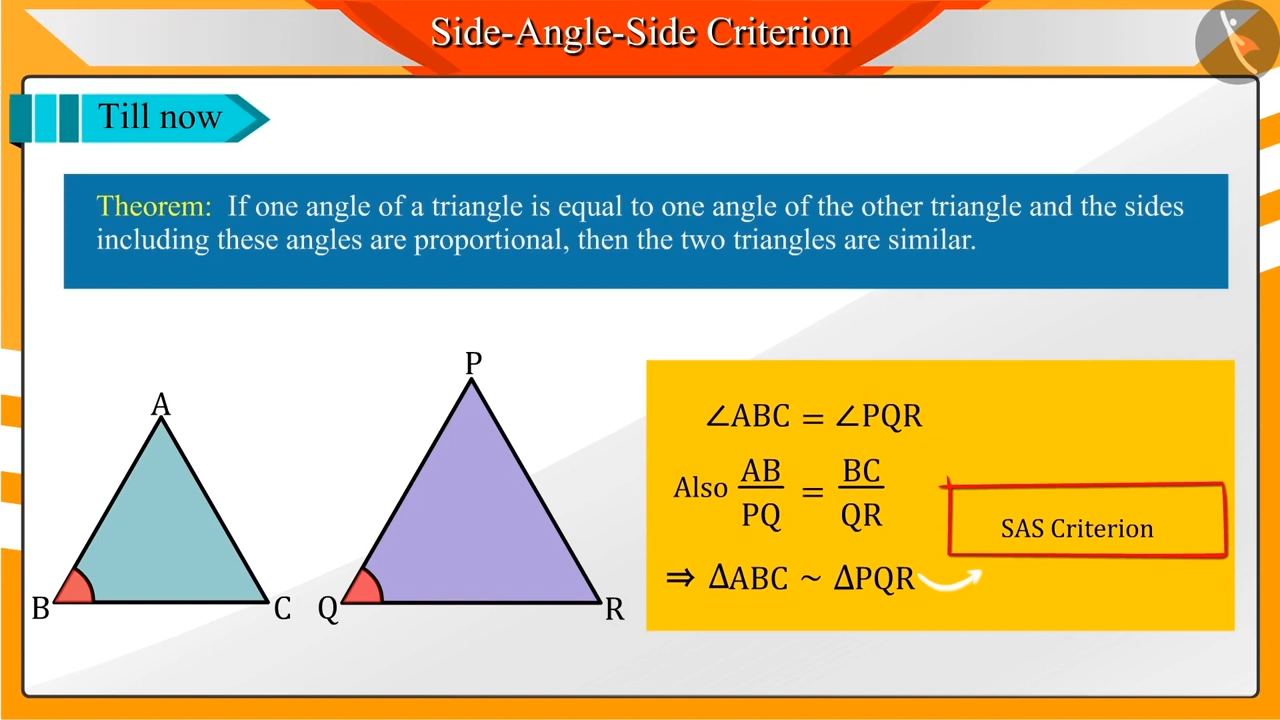 Side-Angle-Side Criterion
Till now
Theorem: If one angle of a triangle is equal to one angle of the other triangle and the sides
including these angles are proportional, then the two triangles are similar.
A
B
C
P
Q
R
∠ABC = ∠PQR
Also AB/PQ = BC/QR
⇒ ΔABC ~ ΔPQR
SAS Criterion